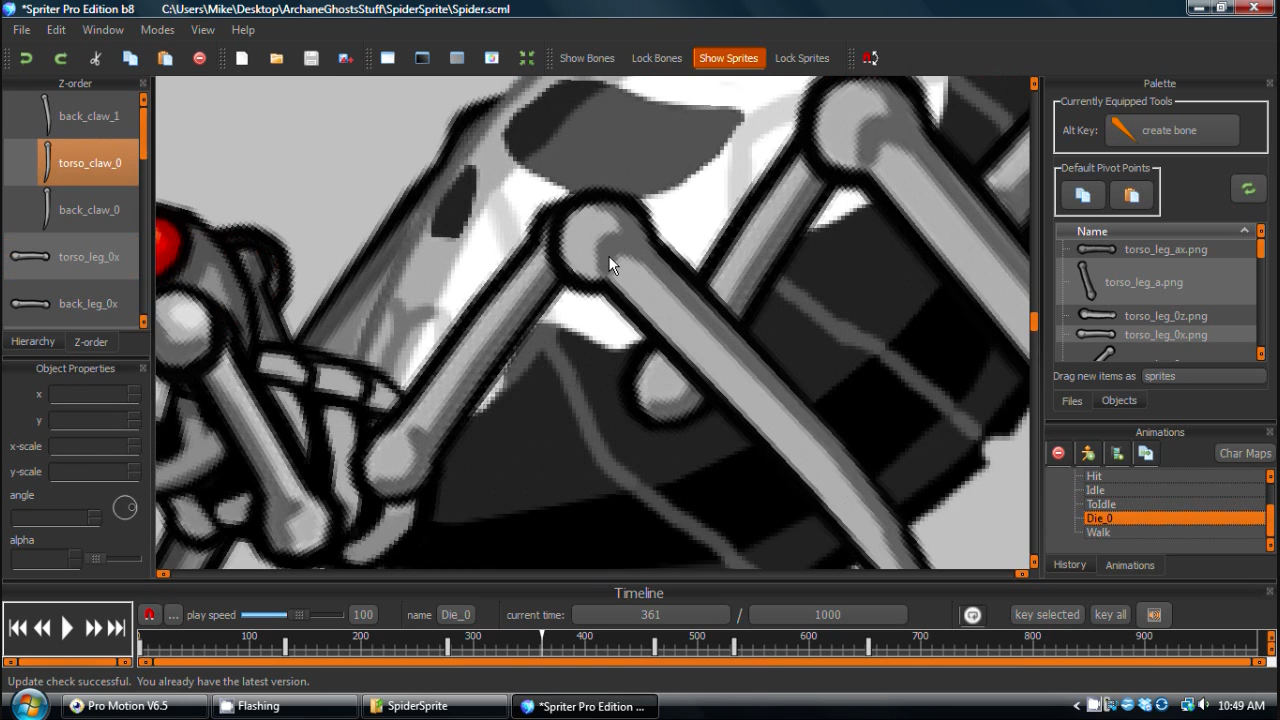 *Spriter Pro Edition b8 C:\Users\Mike\Desktop\ArchaneGhostsStuff\SpiderSprite\Spider.scml
File Edit Window Modes View Help
Show Bones Lock Bones Show Sprites Lock Sprites
Z-order
back_claw_1
torso_claw_0
back_claw_0
torso_leg_0x
back_leg_0x
Hierarchy Z-order
Object Properties
x
y
x-scale
y-scale
angle
alpha
Palette
Currently Equipped Tools
Alt Key: create bone
Default Pivot Points
Name
torso_leg_ax.png
torso_leg_a.png
torso_leg_0z.png
torso_leg_0x.png
Drag new items as sprites
Files Objects
Animations
Char Maps
Hit
Idle
ToIdle
Die_0
Walk
History Animations
Timeline
... play speed 100 name Die_0 current time: 361 / 1000 key selected key all
100 200 300 400 500 600 700 800 900
Update check successful. You already have the latest version.
Pro Motion V6.5 Flashing SpiderSprite *Spriter Pro Edition ... 10:49 AM